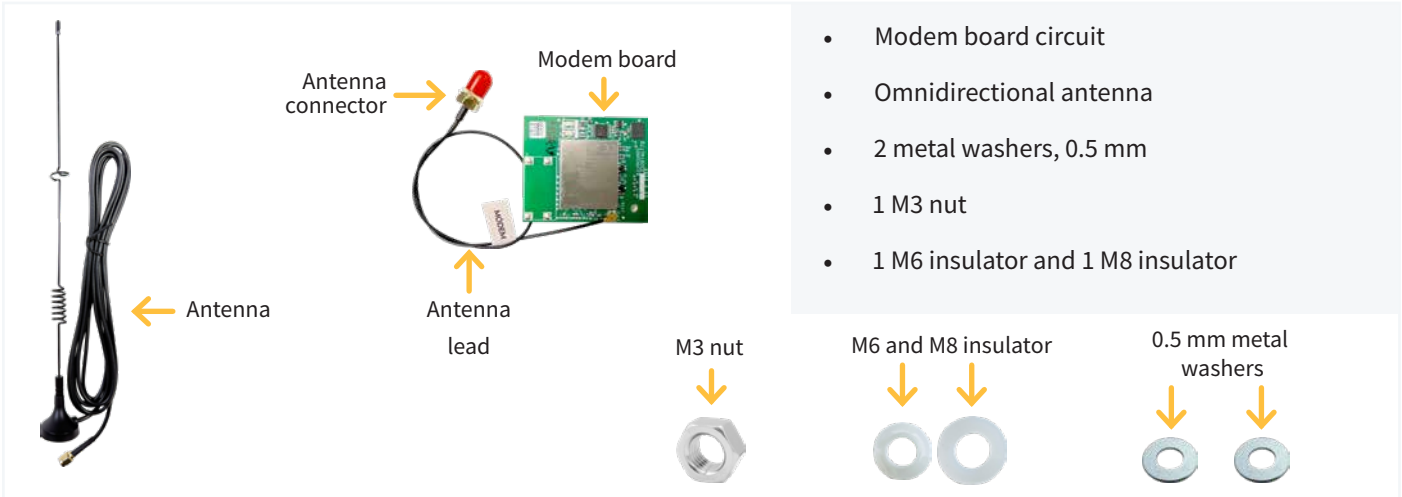 Antenna
connector
Modem board
MODEM
Antenna
Antenna
lead
• Modem board circuit
• Omnidirectional antenna
• 2 metal washers, 0.5 mm
• 1 M3 nut
• 1 M6 insulator and 1 M8 insulator
M3 nut
M6 and M8 insulator
0.5 mm metal
washers